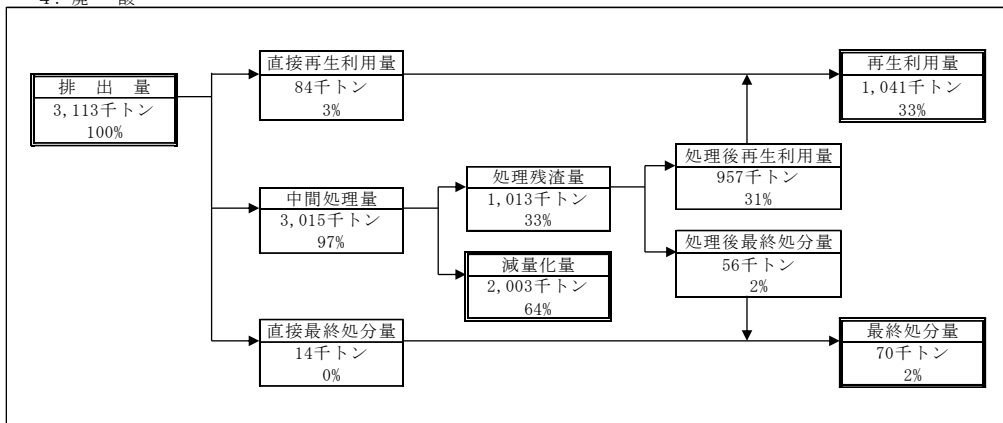 4. 廃　酸
排　出　量
3,113千トン
100%
直接再生利用量
84千トン
3%
再生利用量
1,041千トン
33%
中間処理量
3,015千トン
97%
処理残渣量
1,013千トン
33%
処理後再生利用量
957千トン
31%
減量化量
2,003千トン
64%
処理後最終処分量
56千トン
2%
直接最終処分量
14千トン
0%
最終処分量
70千トン
2%